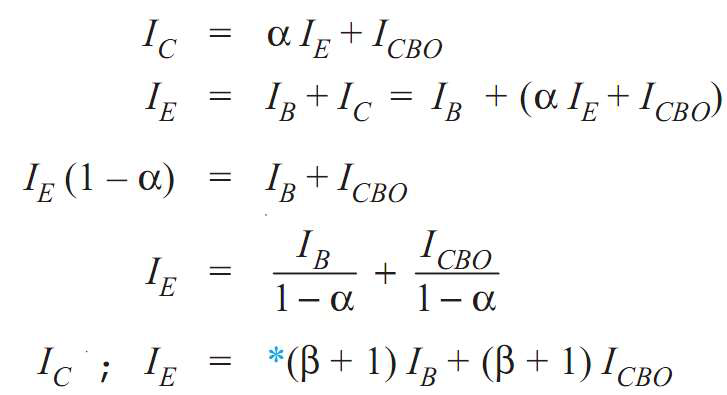 I_C = α I_E + I_CBO
I_E = I_B + I_C = I_B + (α I_E + I_CBO)
I_E (1 – α) = I_B + I_CBO
I_E = I_B / (1 – α) + I_CBO / (1 – α)
I_C ; I_E = *(β + 1) I_B + (β + 1) I_CBO